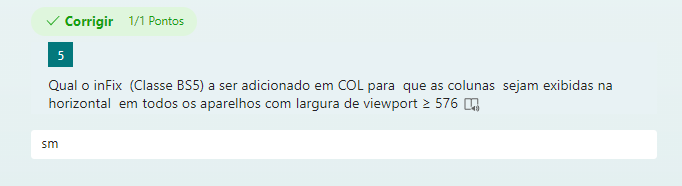 Corrigir 1/1 Pontos
5
Qual o inFix (Classe BS5) a ser adicionado em COL para que as colunas sejam exibidas na
horizontal em todos os aparelhos com largura de viewport ≥ 576
sm